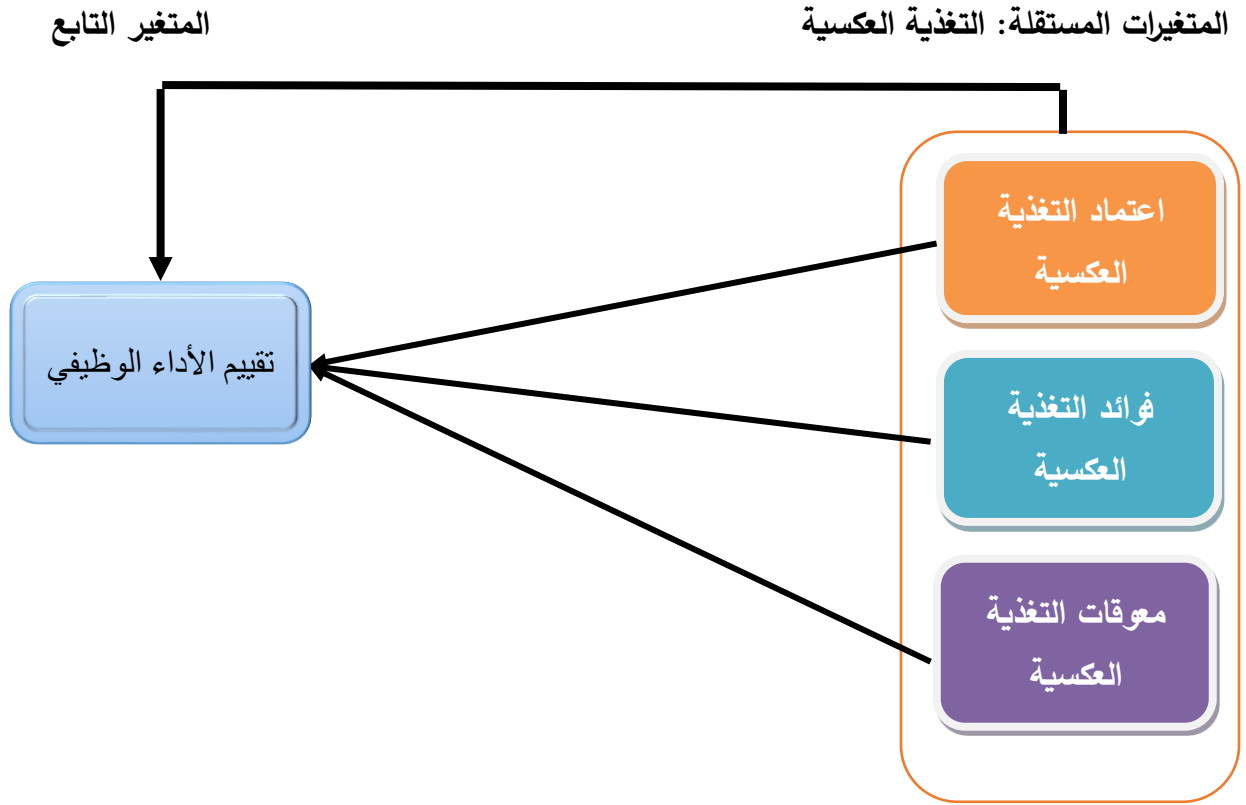 المتغيرات المستقلة: التغذية العكسية
المتغير التابع
اعتماد التغذية
العكسية
فوائد التغذية
العكسية
معوقات التغذية
العكسية
تقييم الأداء الوظيفي